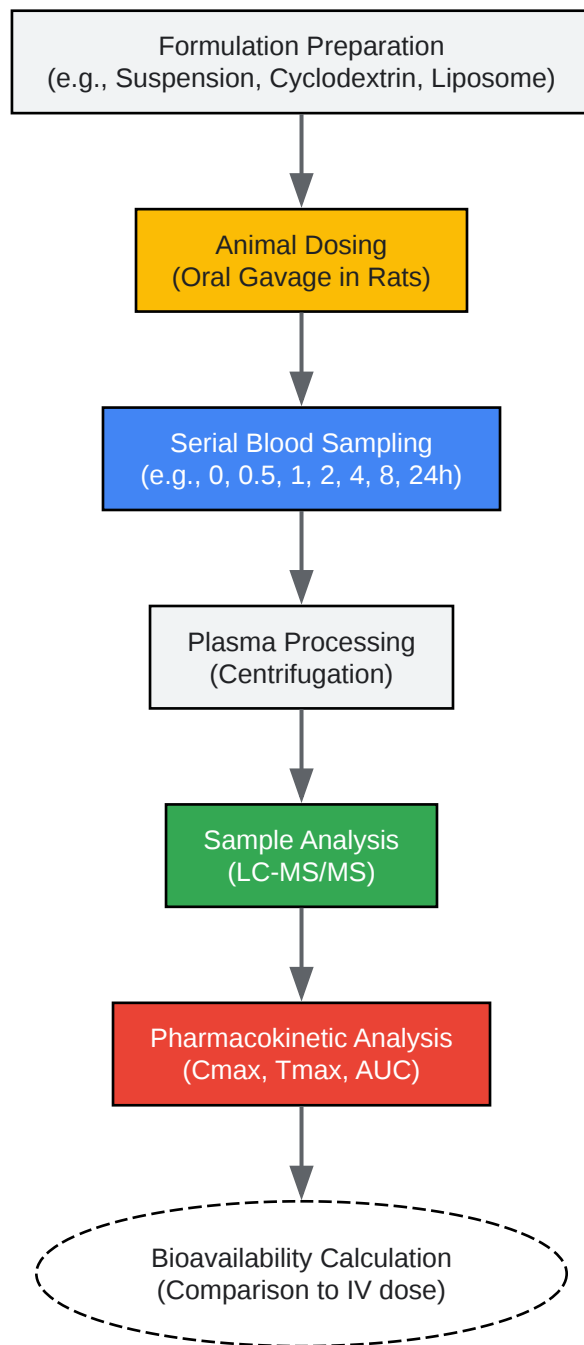 Formulation Preparation
(e.g., Suspension, Cyclodextrin, Liposome)
Animal Dosing
(Oral Gavage in Rats)
Serial Blood Sampling
(e.g., 0, 0.5, 1, 2, 4, 8, 24h)
Plasma Processing
(Centrifugation)
Sample Analysis
(LC-MS/MS)
Pharmacokinetic Analysis
(Cmax, Tmax, AUC)
Bioavailability Calculation
(Comparison to IV dose)